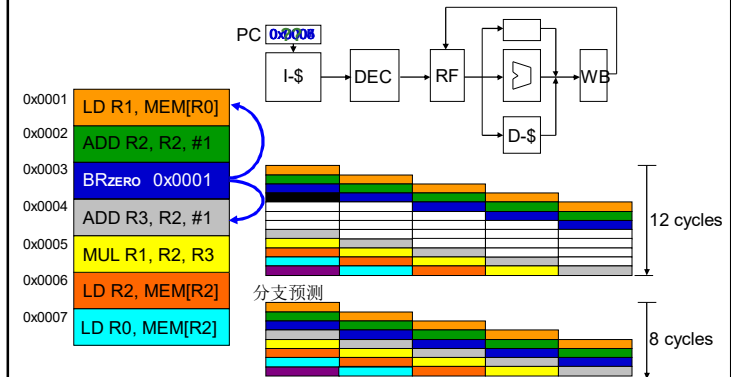 PC
I-$
DEC
RF
D-$
WB
0x0001
LD R1, MEM[R0]
0x0002
ADD R2, R2, #1
0x0003
BRZERO 0x0001
0x0004
ADD R3, R2, #1
0x0005
MUL R1, R2, R3
0x0006
LD R2, MEM[R2]
0x0007
LD R0, MEM[R2]
12 cycles
分支预测
8 cycles